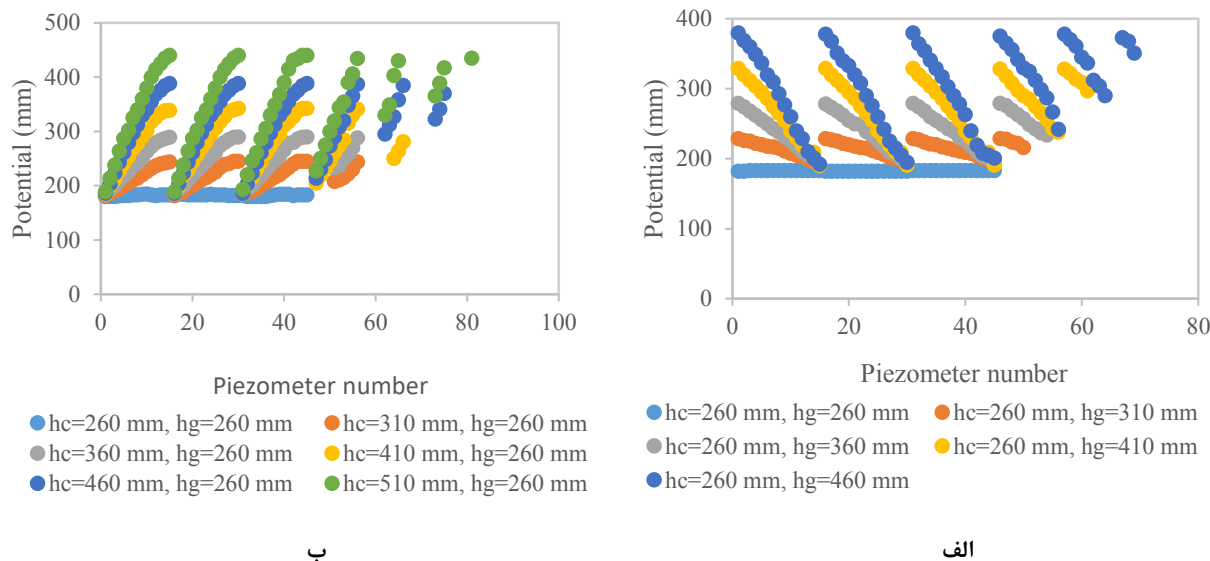 Potential (mm)
500
400
300
200
100
0
0 20 40 60 80 100
Piezometer number
hc=260 mm, hg=260 mm
hc=310 mm, hg=260 mm
hc=360 mm, hg=260 mm
hc=410 mm, hg=260 mm
hc=460 mm, hg=260 mm
hc=510 mm, hg=260 mm
ب
Potential (mm)
400
300
200
100
0
0 20 40 60 80
Piezometer number
hc=260 mm, hg=260 mm
hc=260 mm, hg=310 mm
hc=260 mm, hg=360 mm
hc=260 mm, hg=410 mm
hc=260 mm, hg=460 mm
الف